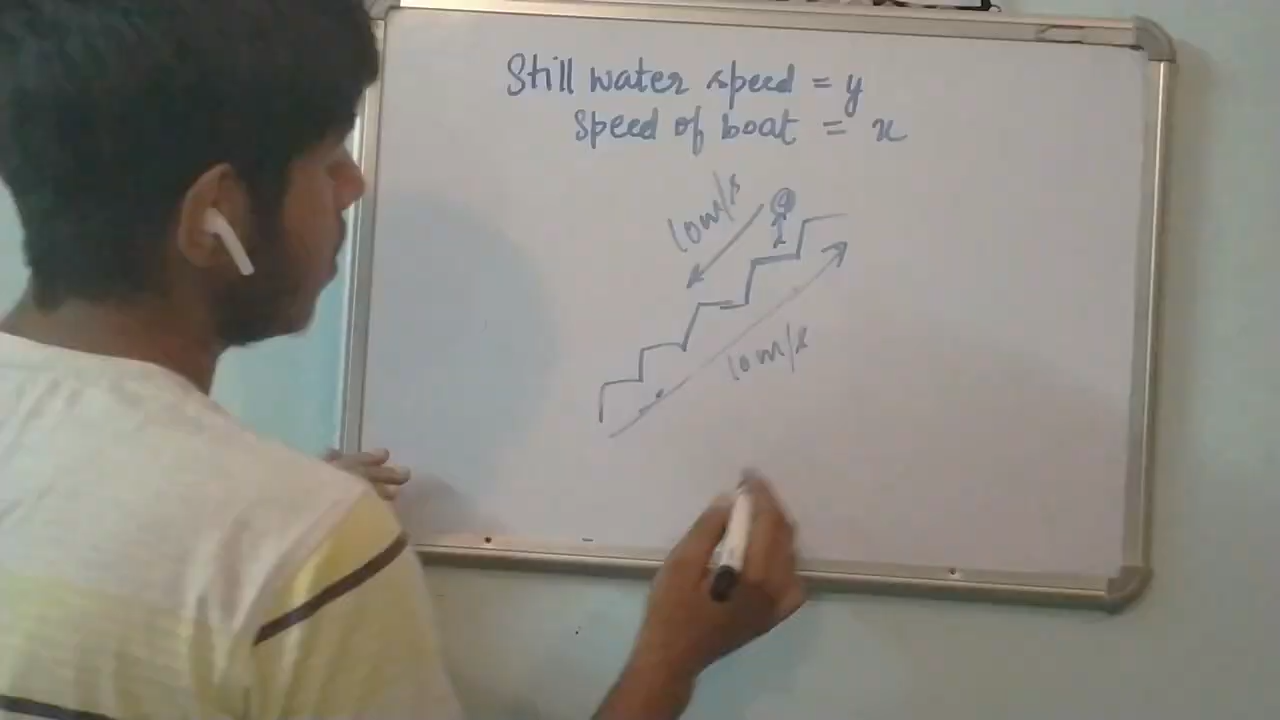 Still water speed = y
Speed of boat = x
10m/s
10m/s